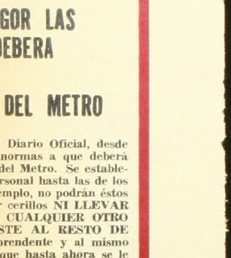 GOR LAS
DEBERA
DEL METRO
Diario Oficial, desde
normas a que deberá
del Metro. Se estable-
rsonal hasta las de los
emplo, no podrán éstos
r cerillos NI LLEVAR
CUALQUIER OTRO
STE AL RESTO DE
prendente y al mismo
que hasta ahora se le